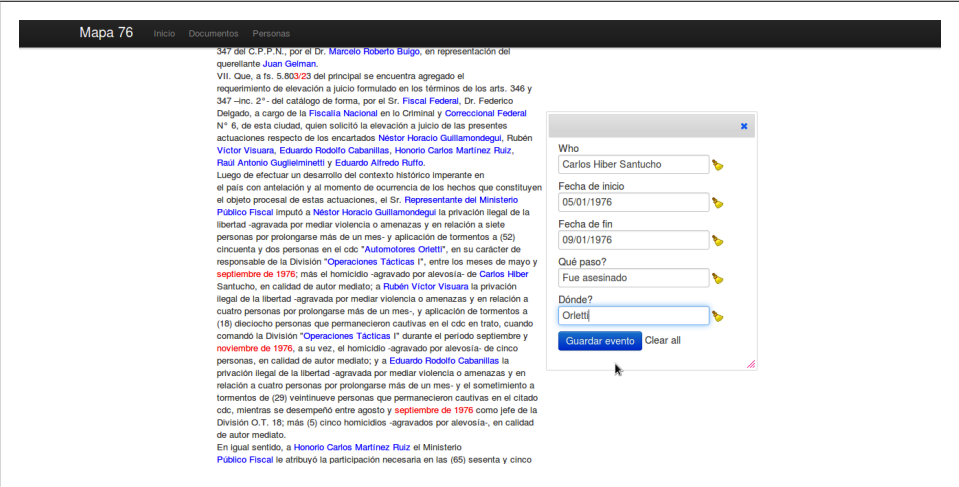 Mapa 76 Inicio Documentos Personas
347 del C.P.P.N., por el Dr. Marcelo Roberto Buigo, en representación del
querellante Juan Gelman.
VII. Que, a fs. 5.803/23 del principal se encuentra agregado el
requerimiento de elevación a juicio formulado en los términos de los arts. 346 y
347 –inc. 2°- del catálogo de forma, por el Sr. Fiscal Federal, Dr. Federico
Delgado, a cargo de la Fiscalía Nacional en lo Criminal y Correccional Federal
N° 6, de esta ciudad, quien solicitó la elevación a juicio de las presentes
actuaciones respecto de los encartados Néstor Horacio Guillamondegui, Rubén
Víctor Visuara, Eduardo Rodolfo Cabanillas, Honorio Carlos Martínez Ruiz,
Raúl Antonio Guglielminetti y Eduardo Alfredo Ruffo.
Luego de efectuar un desarrollo del contexto histórico imperante en
el país con antelación y al momento de ocurrencia de los hechos que constituyen
el objeto procesal de estas actuaciones, el Sr. Representante del Ministerio
Público Fiscal imputó a Néstor Horacio Guillamondegui la privación ilegal de la
libertad -agravada por mediar violencia o amenazas y en relación a siete
personas por prolongarse más de un mes- y aplicación de tormentos a (52)
cincuenta y dos personas en el cdc "Automotores Orletti", en su carácter de
responsable de la División "Operaciones Tácticas I", entre los meses de mayo y
septiembre de 1976; más el homicidio -agravado por alevosía- de Carlos Hiber
Santucho, en calidad de autor mediato; a Rubén Víctor Visuara la privación
ilegal de la libertad -agravada por mediar violencia o amenazas y en relación a
cuatro personas por prolongarse más de un mes-, y aplicación de tormentos a
(18) dieciocho personas que permanecieron cautivas en el cdc en trato, cuando
comandó la División "Operaciones Tácticas I" durante el período septiembre y
noviembre de 1976, a su vez, el homicidio -agravado por alevosía- de cinco
personas, en calidad de autor mediato; y a Eduardo Rodolfo Cabanillas la
privación ilegal de la libertad -agravada por mediar violencia o amenazas y en
relación a cuatro personas por prolongarse más de un mes- y el sometimiento a
tormentos de (29) veintinueve personas que permanecieron cautivas en el citado
cdc, mientras se desempeñó entre agosto y septiembre de 1976 como jefe de la
División O.T. 18; más (5) cinco homicidios -agravados por alevosía-, en calidad
de autor mediato.
En igual sentido, a Honorio Carlos Martínez Ruiz el Ministerio
Público Fiscal le atribuyó la participación necesaria en las (65) sesenta y cinco
Who
Carlos Hiber Santucho
Fecha de inicio
05/01/1976
Fecha de fin
09/01/1976
Qué paso?
Fue asesinado
Dónde?
Orletti
Guardar evento Clear all